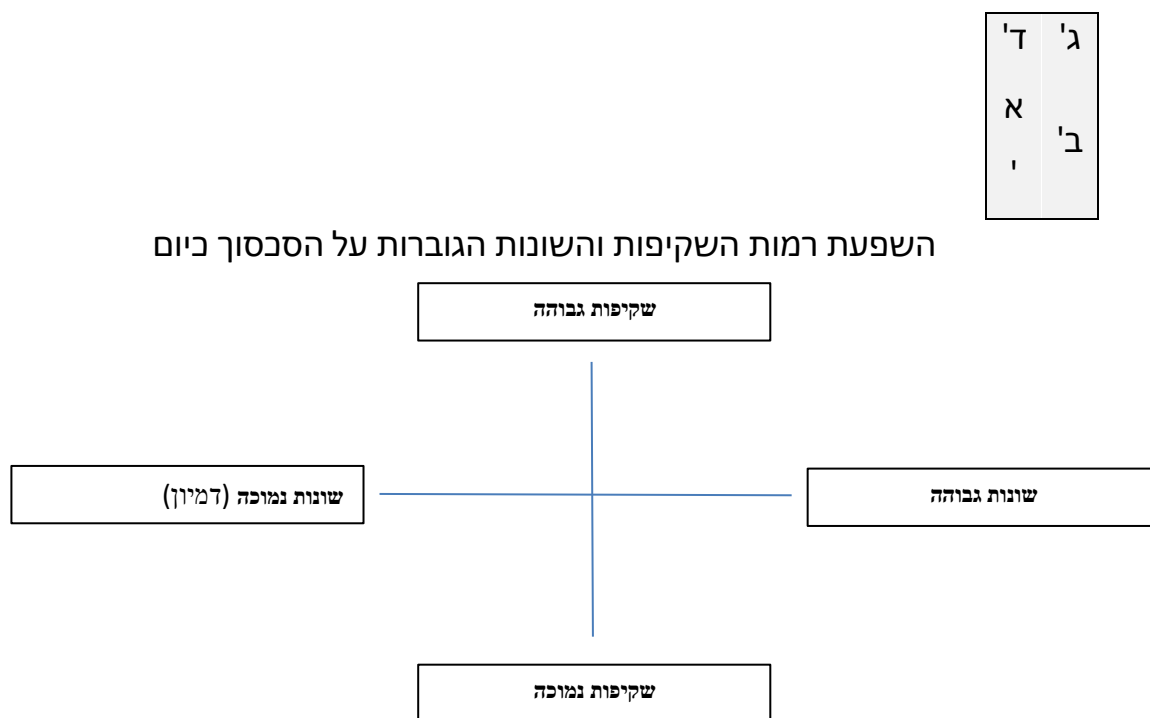 ג' ד'
ב' א'
השפעת רמות השקיפות והשונות הגוברות על הסכסוך כיום
שקיפות גבוהה
שונות גבוהה
שונות נמוכה (דמיון)
שקיפות נמוכה